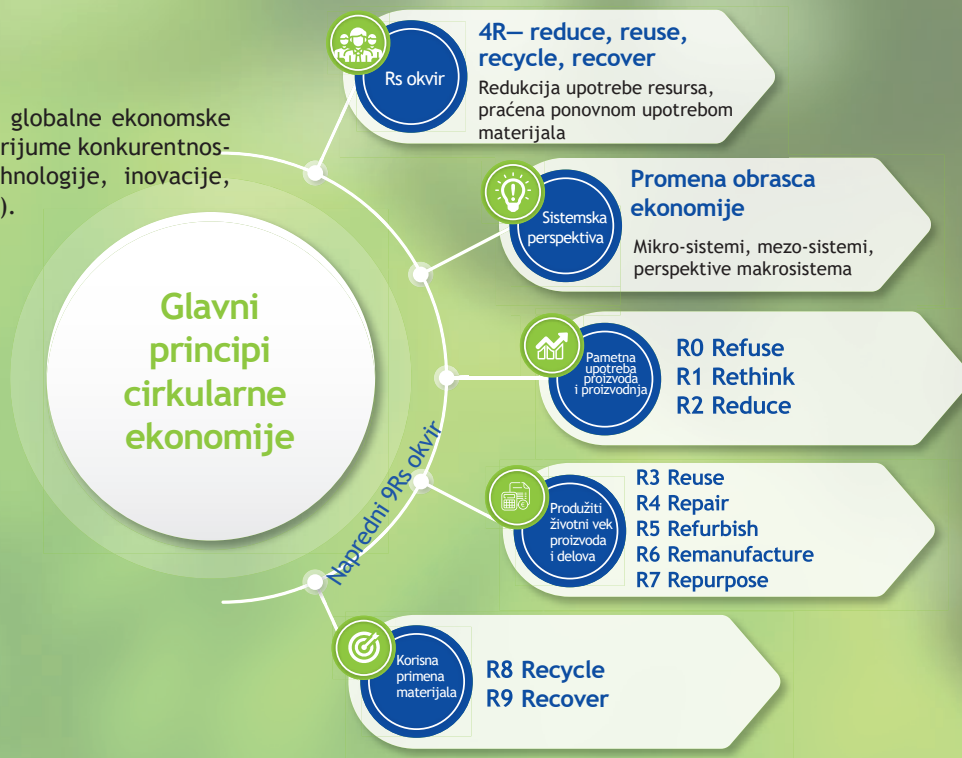 globalne ekonomske
rijume konkurentnos-
hnologije, inovacije,
).
Glavni
principi
cirkularne
ekonomije
Napredni 9Rs okvir
Rs okvir
4R— reduce, reuse,
recycle, recover
Redukcija upotrebe resursa,
praćena ponovnom upotrebom
materijala
Sistemska
perspektiva
Promena obrasca
ekonomije
Mikro-sistemi, mezo-sistemi,
perspektive makrosistema
Pametna
upotreba
proizvoda
i proizvodnja
R0 Refuse
R1 Rethink
R2 Reduce
Produžiti
životni vek
proizvoda
i delova
R3 Reuse
R4 Repair
R5 Refurbish
R6 Remanufacture
R7 Repurpose
Korisna
primena
materijala
R8 Recycle
R9 Recover